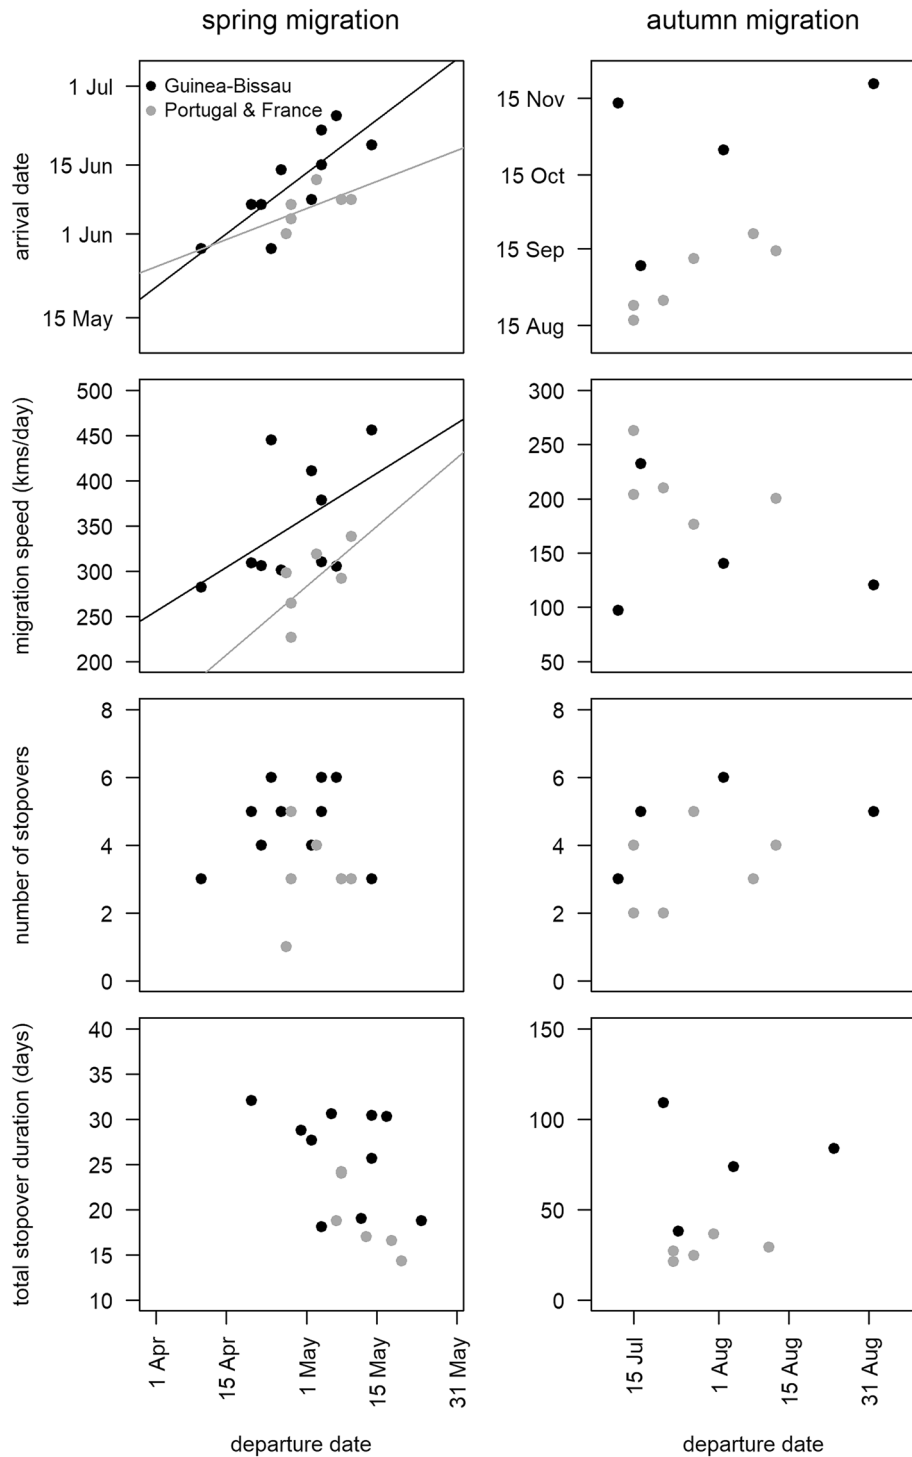 spring migration
autumn migration
arrival date
1 Jul
15 Jun
1 Jun
15 May
Guinea-Bissau
Portugal & France
15 Nov
15 Oct
15 Sep
15 Aug
migration speed (kms/day)
500
450
400
350
300
250
200
300
250
200
150
100
50
number of stopovers
8
6
4
2
0
8
6
4
2
0
total stopover duration (days)
40
35
30
25
20
15
10
150
100
50
0
1 Apr
15 Apr
1 May
15 May
31 May
15 Jul
1 Aug
15 Aug
31 Aug
departure date
departure date